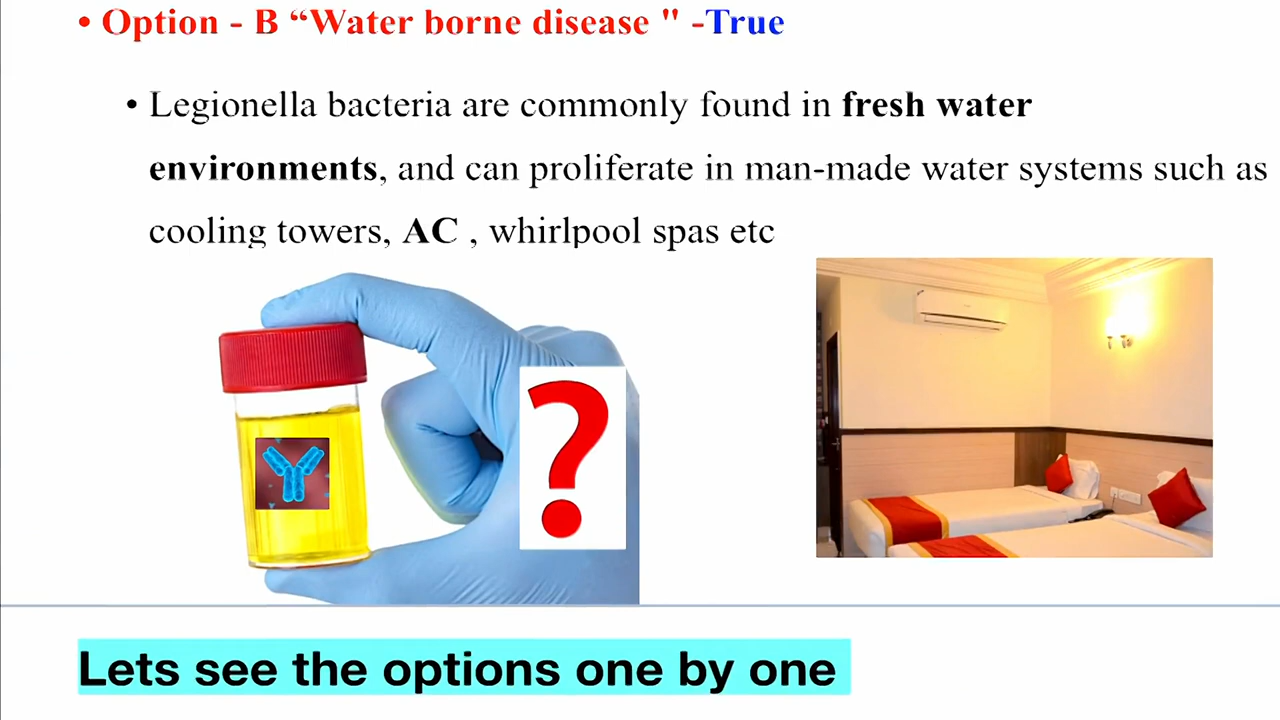 • Option - B “Water borne disease " -True
• Legionella bacteria are commonly found in fresh water
environments, and can proliferate in man-made water systems such as
cooling towers, AC , whirlpool spas etc
?
Lets see the options one by one